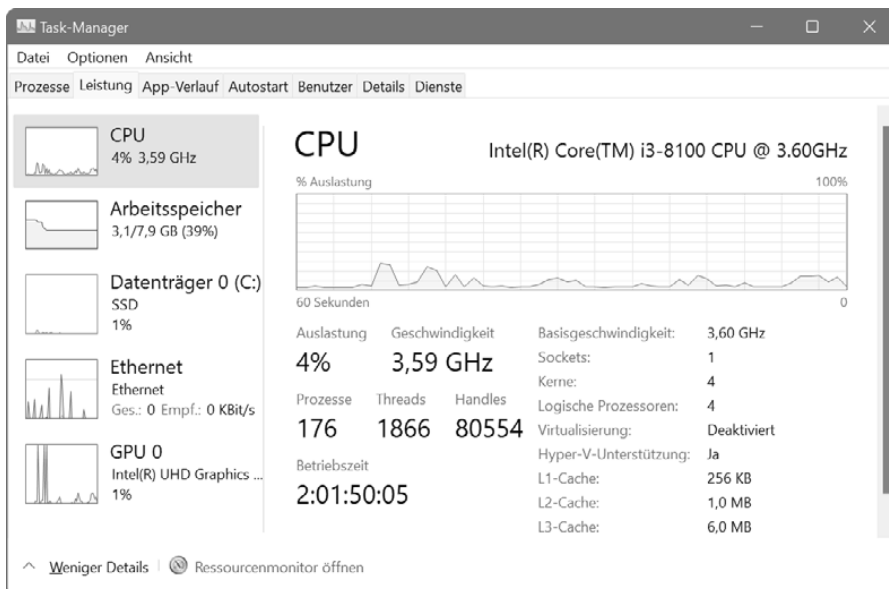 Task-Manager
Datei Optionen Ansicht
Prozesse Leistung App-Verlauf Autostart Benutzer Details Dienste
CPU
4% 3,59 GHz
Arbeitsspeicher
3,1/7,9 GB (39%)
Datenträger 0 (C:)
SSD
1%
Ethernet
Ethernet
Ges.: 0 Empf.: 0 KBit/s
GPU 0
Intel(R) UHD Graphics ...
1%
CPU
Intel(R) Core(TM) i3-8100 CPU @ 3.60GHz
% Auslastung 100%
60 Sekunden 0
Auslastung Geschwindigkeit
4% 3,59 GHz
Prozesse Threads Handles
176 1866 80554
Betriebszeit
2:01:50:05
Basisgeschwindigkeit: 3,60 GHz
Sockets: 1
Kerne: 4
Logische Prozessoren: 4
Virtualisierung: Deaktiviert
Hyper-V-Unterstützung: Ja
L1-Cache: 256 KB
L2-Cache: 1,0 MB
L3-Cache: 6,0 MB
Weniger Details Ressourcenmonitor öffnen